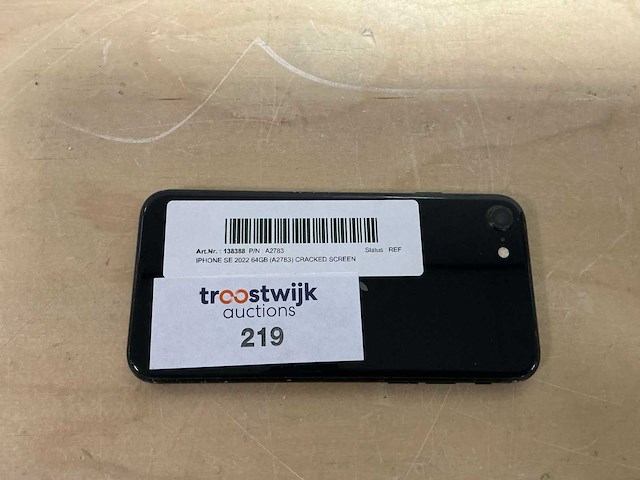 Art.Nr. : 138388 P/N : A2783 Status : REF
IPHONE SE 2022 64GB (A2783) CRACKED SCREEN
troostwijk
auctions
219